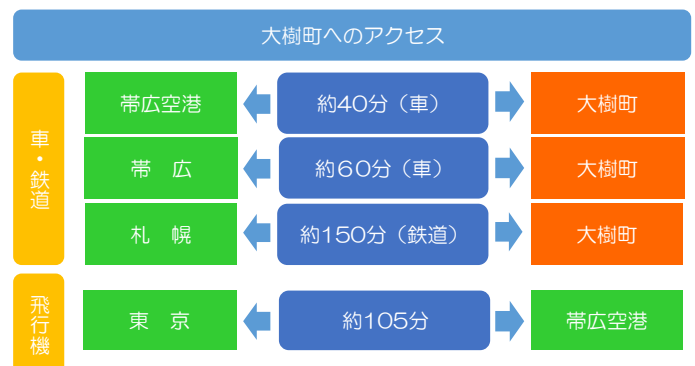 大樹町へのアクセス
車・鉄道
帯広空港 約40分（車） 大樹町
帯　広 約６０分（車） 大樹町
札　幌 約150分（鉄道） 大樹町
飛行機
東　京 約105分 帯広空港